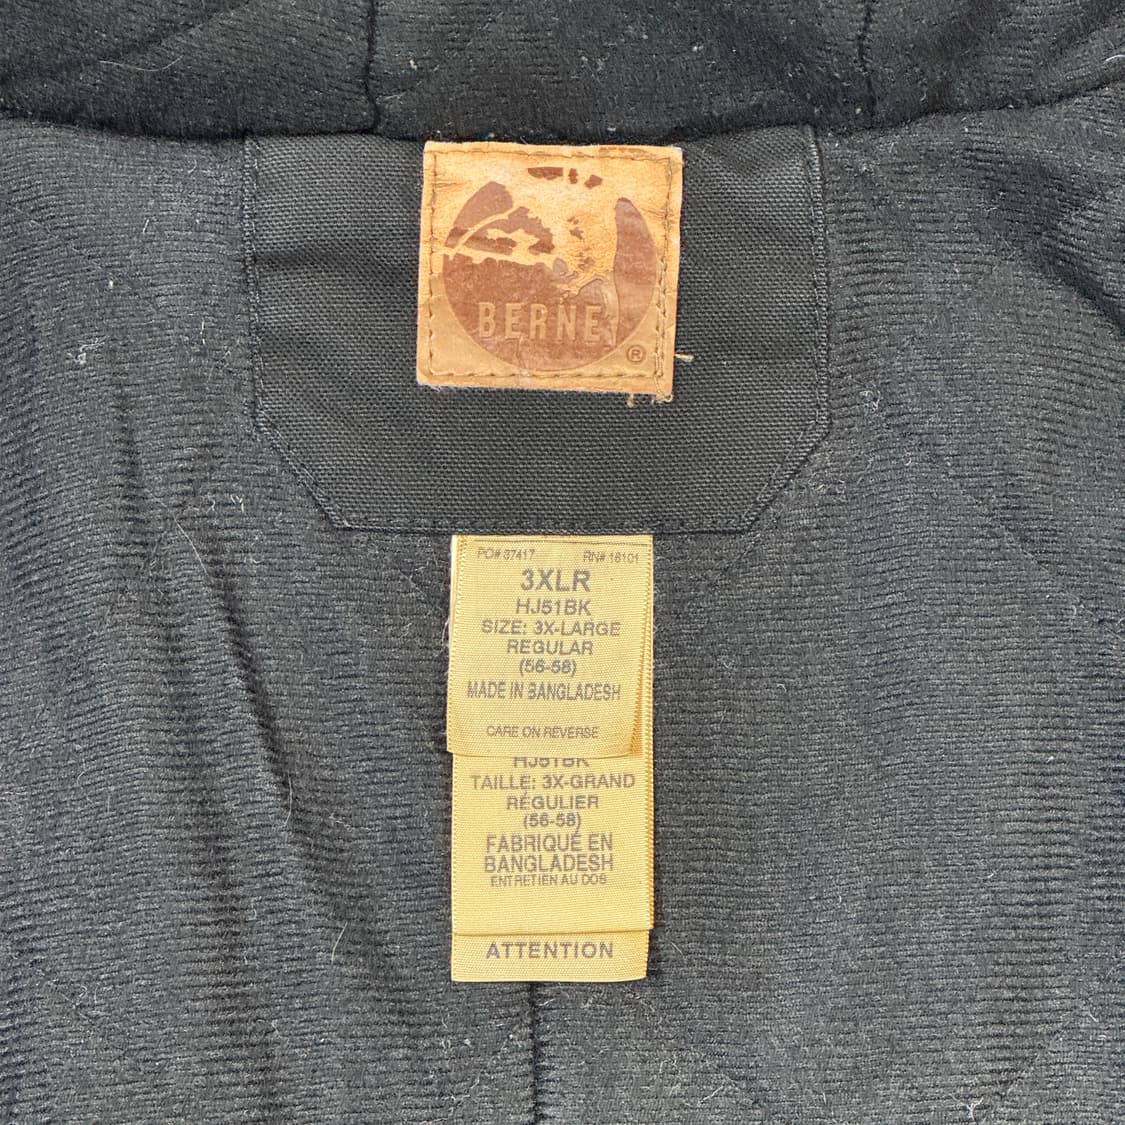 BERNE
®
PO# 37417 RN# 16101
3XLR
HJ51BK
SIZE: 3X-LARGE
REGULAR
(56-58)
MADE IN BANGLADESH
CARE ON REVERSE
HJ51BK
TAILLE: 3X-GRAND
RÉGULIER
(56-58)
FABRIQUÉ EN
BANGLADESH
ENTRETIEN AU DOS
ATTENTION